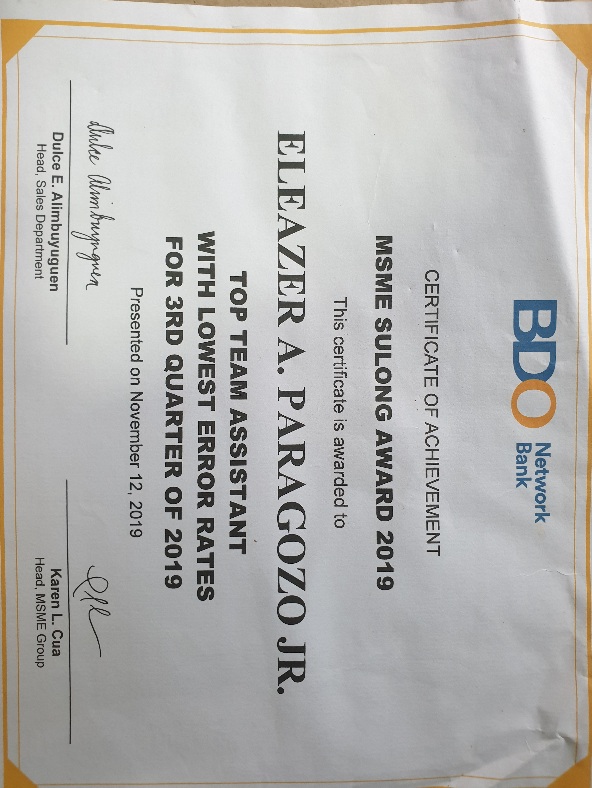 BDO Network
Bank
CERTIFICATE OF ACHIEVEMENT
MSME SULONG AWARD 2019
This certificate is awarded to
ELEAZER A. PARAGOZO JR.
TOP TEAM ASSISTANT
WITH LOWEST ERROR RATES
FOR 3RD QUARTER OF 2019
Presented on November 12, 2019
Dulce Alimbuyuguen
Dulce E. Alimbuyuguen
Head, Sales Department
Karen L. Cua
Head, MSME Group